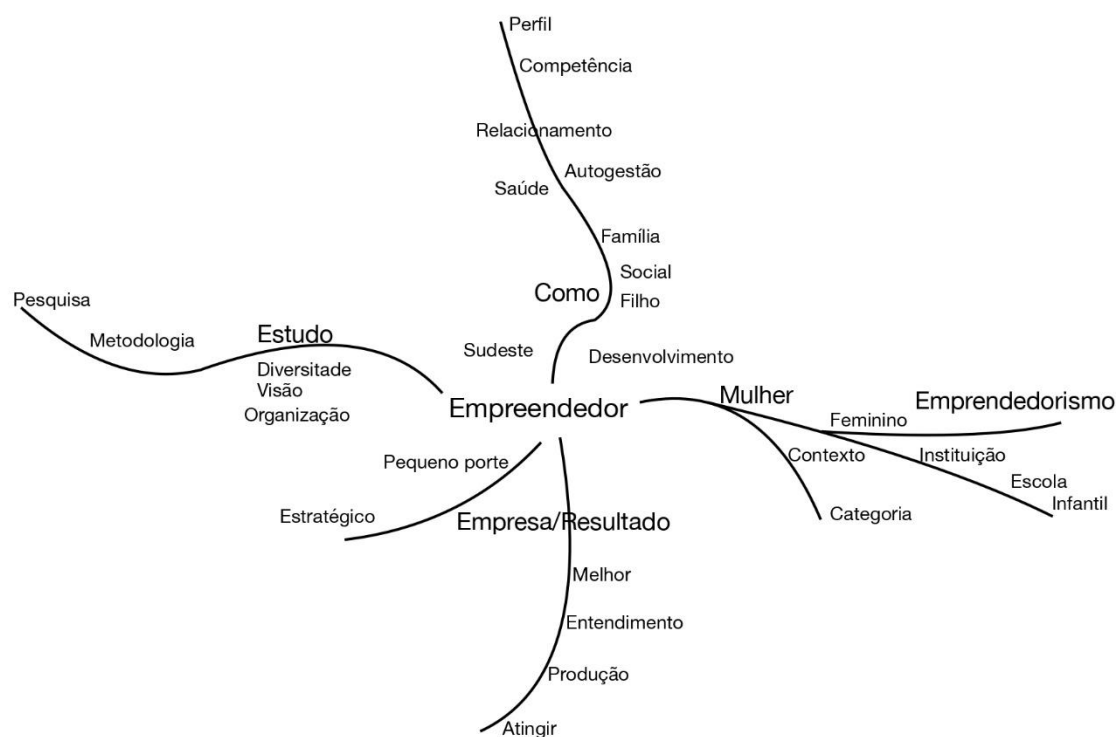 Perfil
Competência
Relacionamento
Autogestão
Saúde
Família
Social
Como
Filho
Pesquisa
Metodologia
Estudo
Sudeste
Desenvolvimento
Diversitade
Visão
Organização
Empreendedor
Mulher
Feminino
Emprendedorismo
Contexto
Instituição
Escola
Infantil
Categoria
Pequeno porte
Estratégico
Empresa/Resultado
Melhor
Entendimento
Produção
Atingir